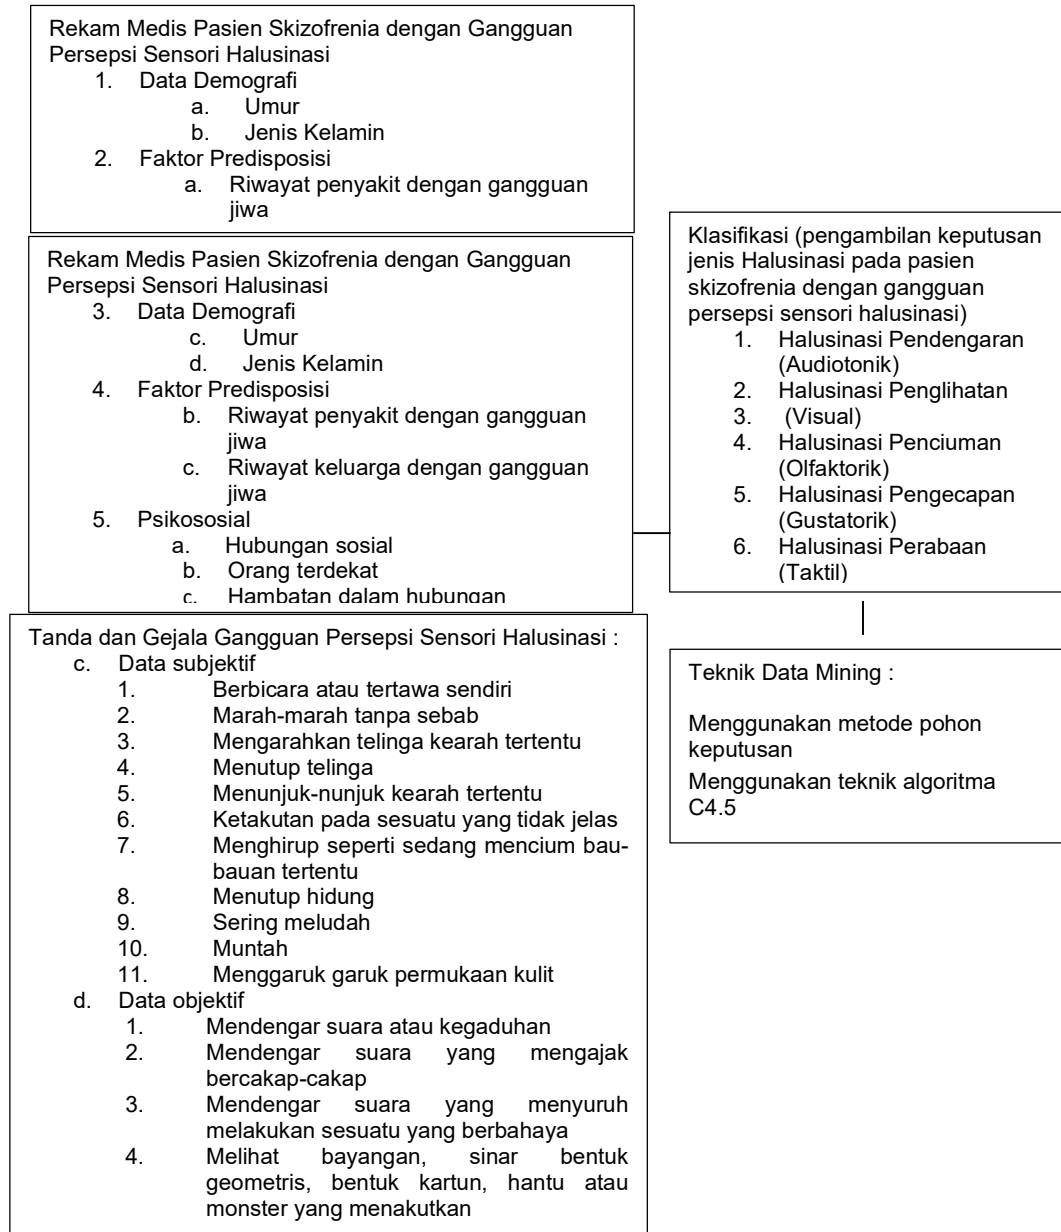 Rekam Medis Pasien Skizofrenia dengan Gangguan
Persepsi Sensori Halusinasi
1. Data Demografi
a. Umur
b. Jenis Kelamin
2. Faktor Predisposisi
a. Riwayat penyakit dengan gangguan
jiwa
Rekam Medis Pasien Skizofrenia dengan Gangguan
Persepsi Sensori Halusinasi
3. Data Demografi
c. Umur
d. Jenis Kelamin
4. Faktor Predisposisi
b. Riwayat penyakit dengan gangguan
jiwa
c. Riwayat keluarga dengan gangguan
jiwa
5. Psikososial
a. Hubungan sosial
b. Orang terdekat
c. Hambatan dalam hubungan
Tanda dan Gejala Gangguan Persepsi Sensori Halusinasi :
c. Data subjektif
1. Berbicara atau tertawa sendiri
2. Marah-marah tanpa sebab
3. Mengarahkan telinga kearah tertentu
4. Menutup telinga
5. Menunjuk-nunjuk kearah tertentu
6. Ketakutan pada sesuatu yang tidak jelas
7. Menghirup seperti sedang mencium bau-
bauan tertentu
8. Menutup hidung
9. Sering meludah
10. Muntah
11. Menggaruk garuk permukaan kulit
d. Data objektif
1. Mendengar suara atau kegaduhan
2. Mendengar suara yang mengajak
bercakap-cakap
3. Mendengar suara yang menyuruh
melakukan sesuatu yang berbahaya
4. Melihat bayangan, sinar bentuk
geometris, bentuk kartun, hantu atau
monster yang menakutkan
Klasifikasi (pengambilan keputusan
jenis Halusinasi pada pasien
skizofrenia dengan gangguan
persepsi sensori halusinasi)
1. Halusinasi Pendengaran
(Audiotonik)
2. Halusinasi Penglihatan
3. (Visual)
4. Halusinasi Penciuman
(Olfaktorik)
5. Halusinasi Pengecapan
(Gustatorik)
6. Halusinasi Perabaan
(Taktil)
Teknik Data Mining :
Menggunakan metode pohon
keputusan
Menggunakan teknik algoritma
C4.5